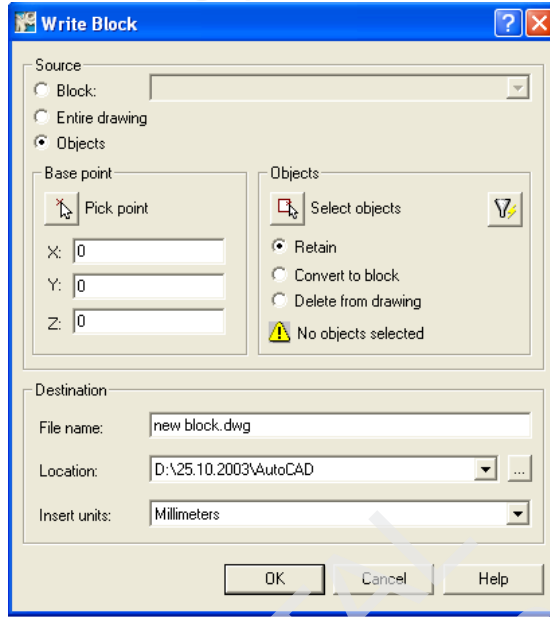 Write Block
Source
Block:
Entire drawing
Objects
Base point
Pick point
X: 0
Y: 0
Z: 0
Objects
Select objects
Retain
Convert to block
Delete from drawing
No objects selected
Destination
File name: new block.dwg
Location: D:\25.10.2003\AutoCAD ...
Insert units: Millimeters
OK Cancel Help